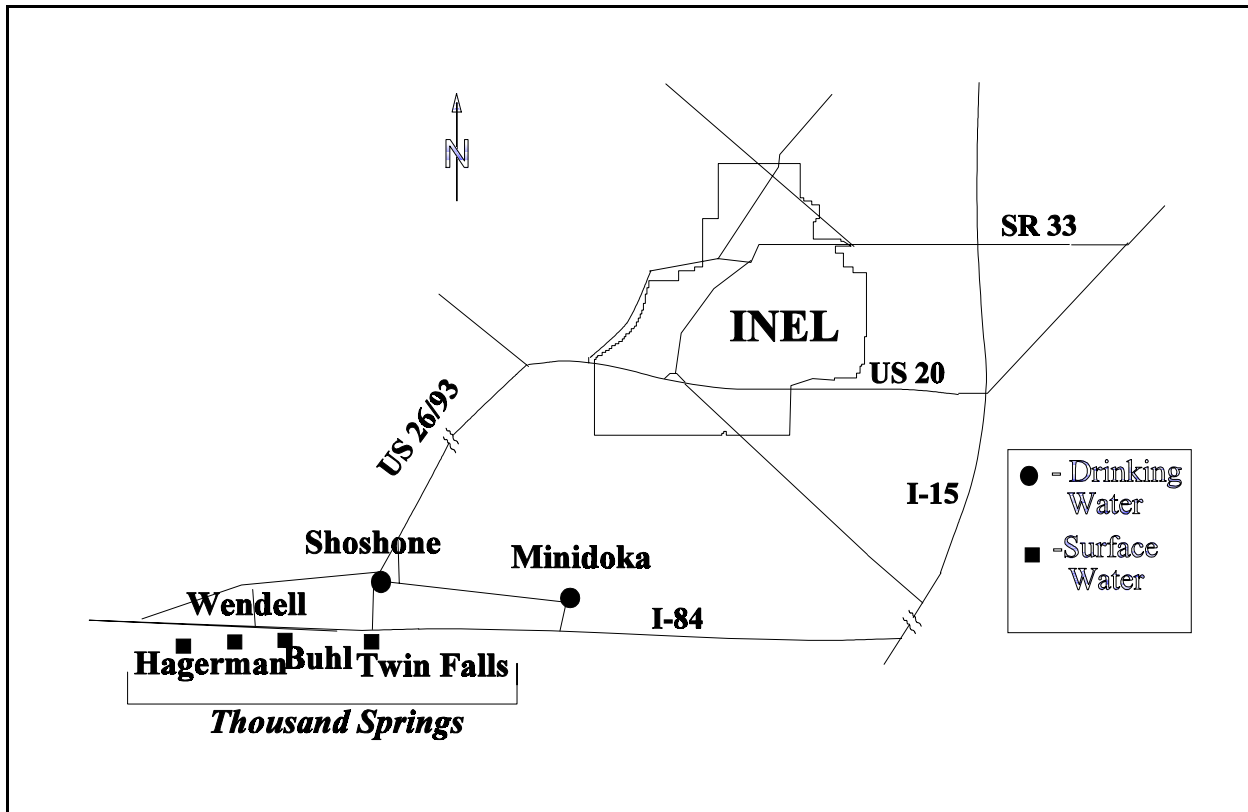 N
SR 33
INEL
US 20
US 26/93
I-15
- Drinking
Water
-Surface
Water
Shoshone
Minidoka
Wendell
I-84
Hagerman
Buhl
Twin Falls
Thousand Springs